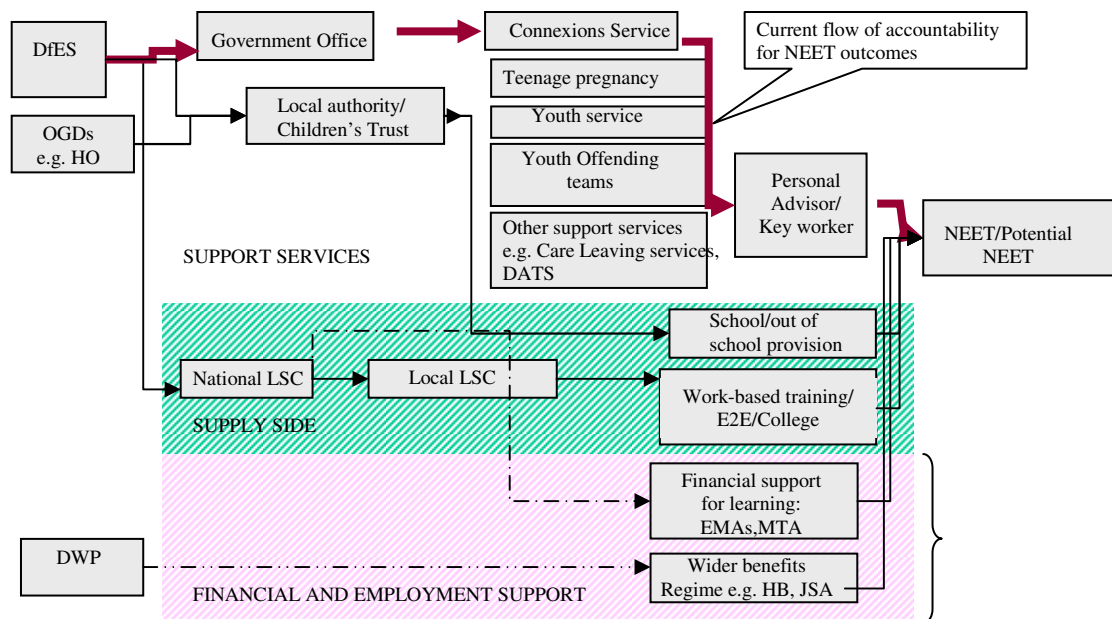 DfES
Government Office
Connexions Service
Current flow of accountability
for NEET outcomes
OGDs
e.g. HO
Local authority/
Children's Trust
Teenage pregnancy
Youth service
Youth Offending
teams
Other support services
e.g. Care Leaving services,
DATS
Personal
Advisor/
Key worker
NEET/Potential
NEET
SUPPORT SERVICES
School/out of
school provision
National LSC
Local LSC
Work-based training/
E2E/College
SUPPLY SIDE
Financial support
for learning:
EMAs,MTA
DWP
Wider benefits
Regime e.g. HB, JSA
FINANCIAL AND EMPLOYMENT SUPPORT